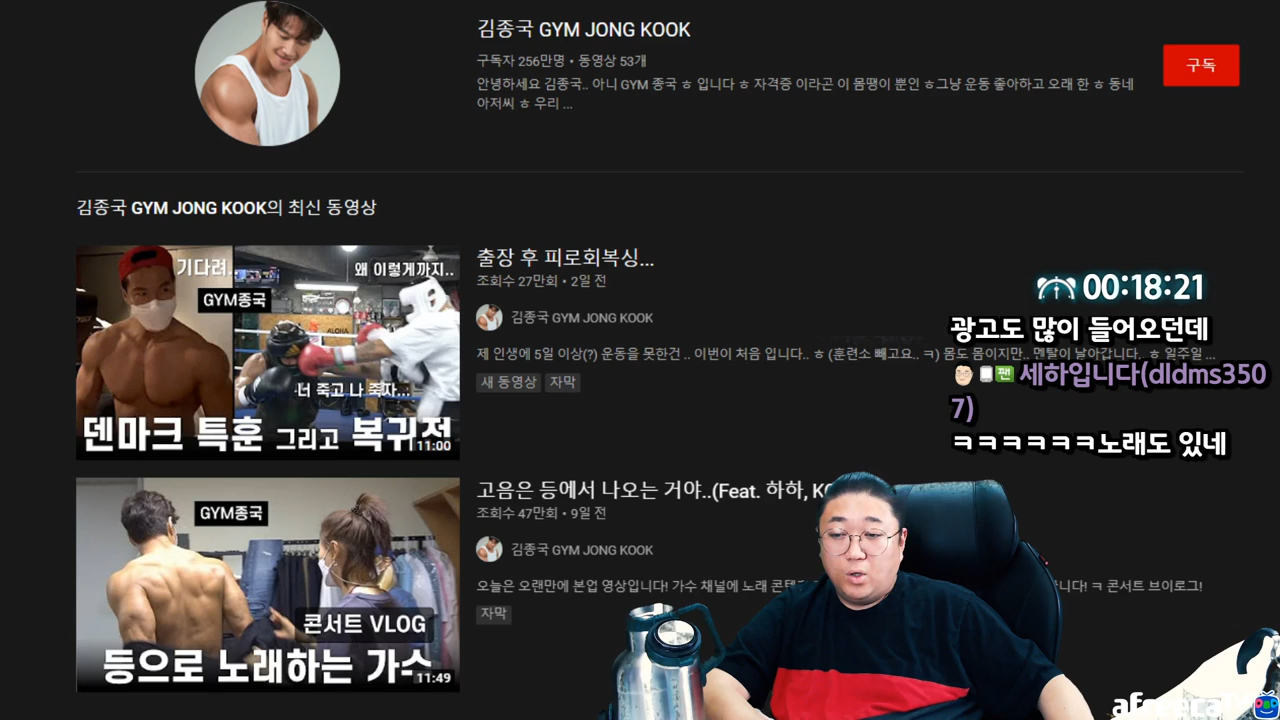 김종국 GYM JONG KOOK
구독자 256만명 • 동영상 53개
안녕하세요 김종국.. 아니 GYM 종국 ㅎ 입니다 ㅎ 자격증 이라곤 이 몸땡이 뿐인 ㅎ그냥 운동 좋아하고 오래 한 ㅎ 동네
아저씨 ㅎ 우리 ...
구독
김종국 GYM JONG KOOK의 최신 동영상
기다려..
왜 이렇게까지..
GYM종국
ALOHA
너 죽고 나 죽자...
덴마크 특훈 그리고 복귀전
11:00
출장 후 피로회복싱...
조회수 27만회 • 2일 전
김종국 GYM JONG KOOK
제 인생에 5일 이상(?) 운동을 못한건 .. 이번이 처음 입니다.. ㅎ (훈련소 빼고요.. ㅋ) 몸도 몸이지만.. 멘탈이 날아갑니다.. ㅎ 일주일 ...
새 동영상
자막
00:18:21
광고도 많이 들어오던데
팬 세하입니다(dldms350
7)
ㅋㅋㅋㅋㅋㅋ노래도 있네
GYM종국
콘서트 VLOG
등으로 노래하는 가수
11:49
고음은 등에서 나오는 거야..(Feat. 하하,
조회수 47만회 • 9일 전
김종국 GYM JONG KOOK
오늘은 오랜만에 본업 영상입니다! 가수 채널에 노래
니다! ㅋ 콘서트 브이로그!
자막